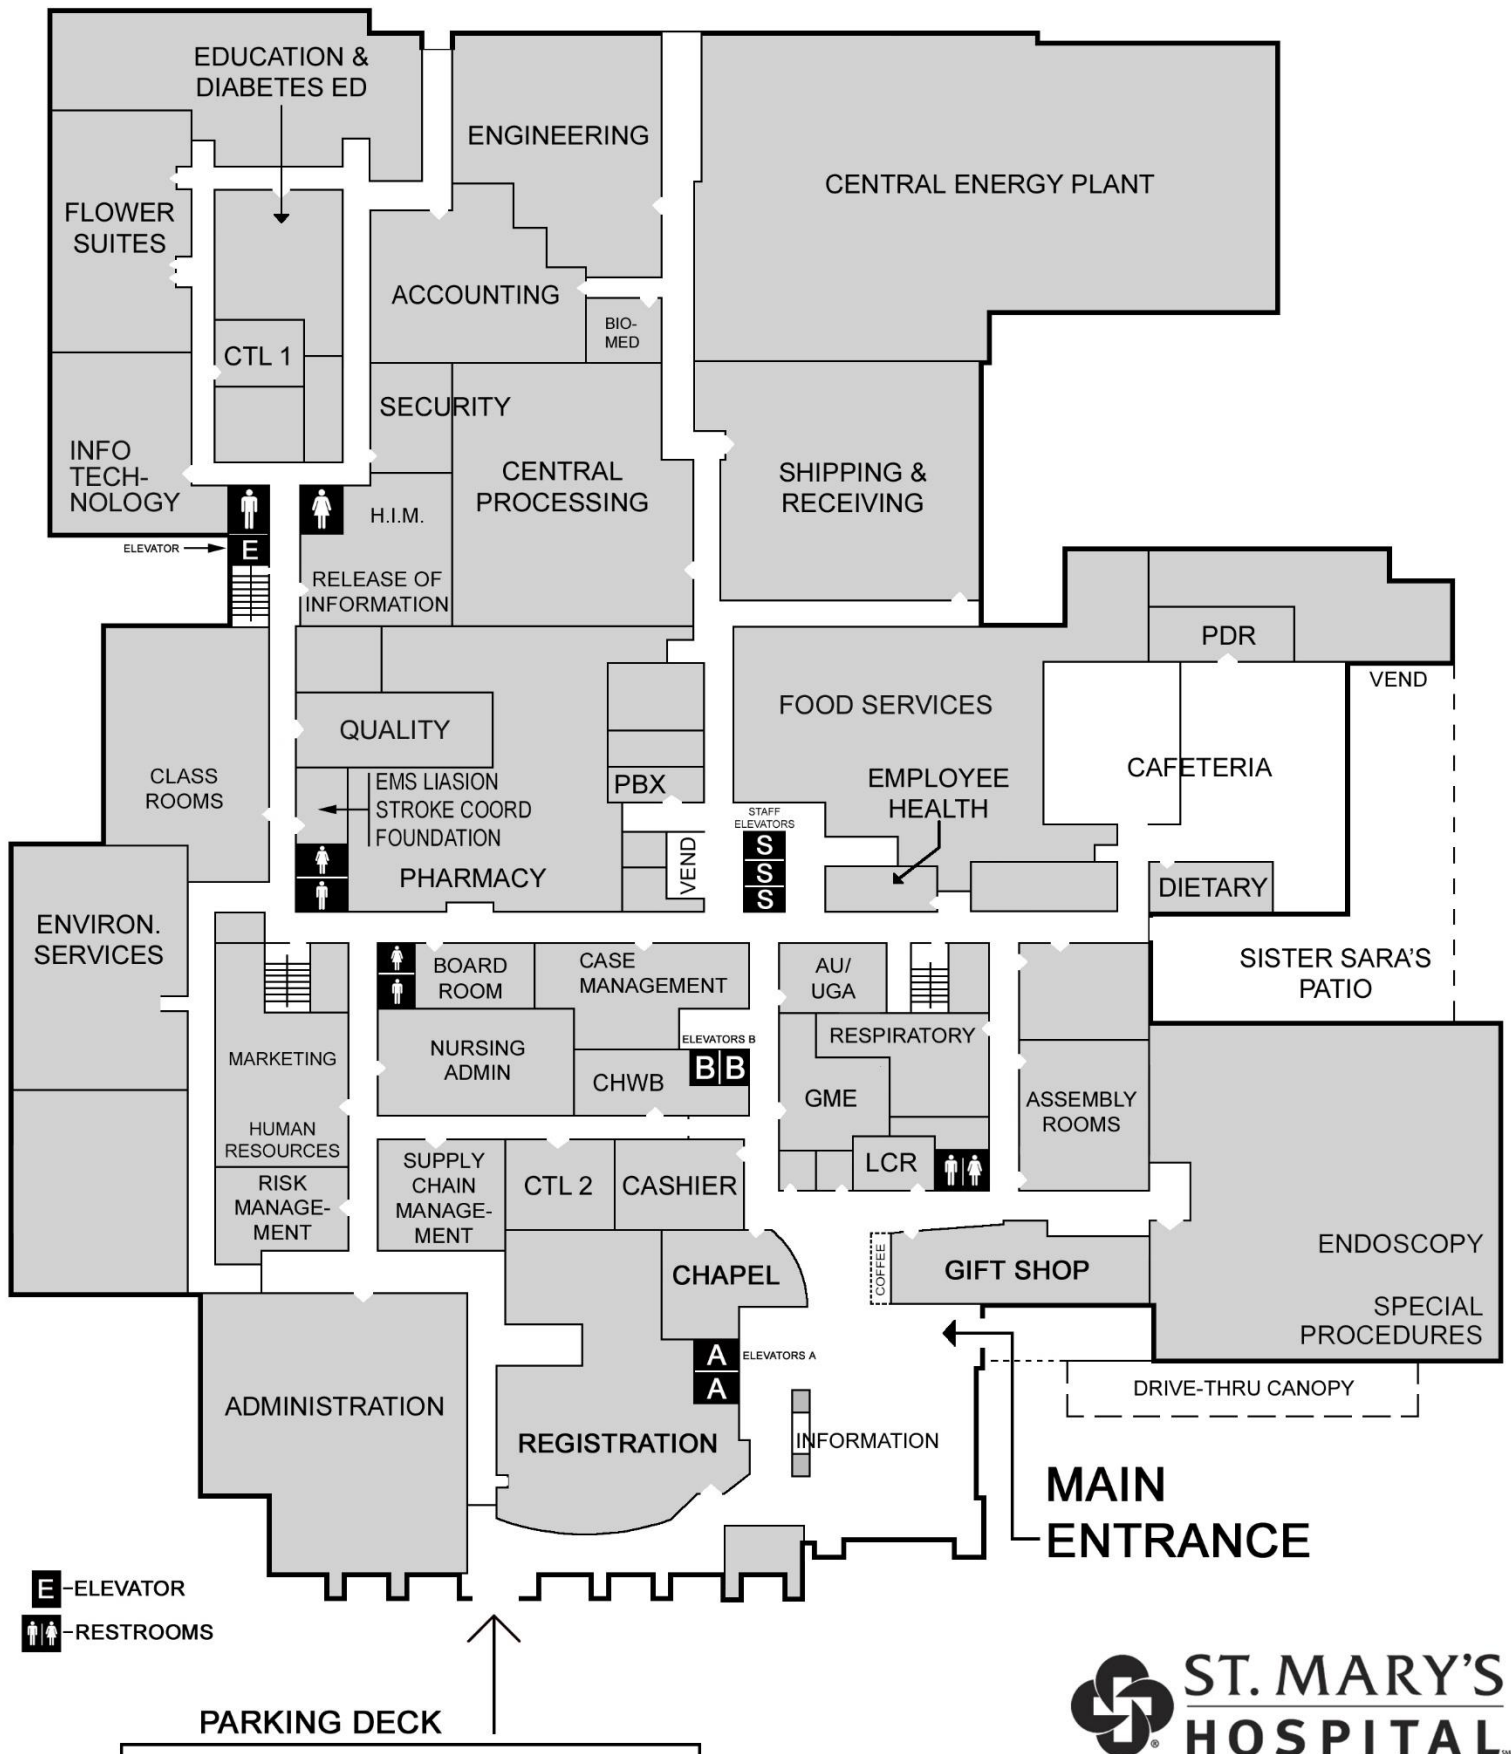 EDUCATION &
DIABETES ED
ENGINEERING
CENTRAL ENERGY PLANT
FLOWER
SUITES
ACCOUNTING
BIO-
MED
CTL 1
SECURITY
INFO
TECH-
NOLOGY
CENTRAL
PROCESSING
SHIPPING &
RECEIVING
H.I.M.
ELEVATOR
E
RELEASE OF
INFORMATION
PDR
VEND
FOOD SERVICES
QUALITY
CLASS
ROOMS
EMS LIASION
STROKE COORD
FOUNDATION
PBX
CAFETERIA
EMPLOYEE
HEALTH
STAFF
ELEVATORS
S
S
S
VEND
PHARMACY
DIETARY
ENVIRON.
SERVICES
BOARD
ROOM
CASE
MANAGEMENT
AU/
UGA
SISTER SARA'S
PATIO
MARKETING
NURSING
ADMIN
ELEVATORS B
B B
RESPIRATORY
CHWB
GME
ASSEMBLY
ROOMS
HUMAN
RESOURCES
SUPPLY
CHAIN
MANAGE-
MENT
CTL 2
CASHIER
LCR
RISK
MANAGE-
MENT
CHAPEL
COFFEE
GIFT SHOP
ENDOSCOPY
SPECIAL
PROCEDURES
A
A
ELEVATORS A
DRIVE-THRU CANOPY
ADMINISTRATION
REGISTRATION
INFORMATION
MAIN
ENTRANCE
E -ELEVATOR
-RESTROOMS
PARKING DECK
ST. MARY'S
HOSPITAL